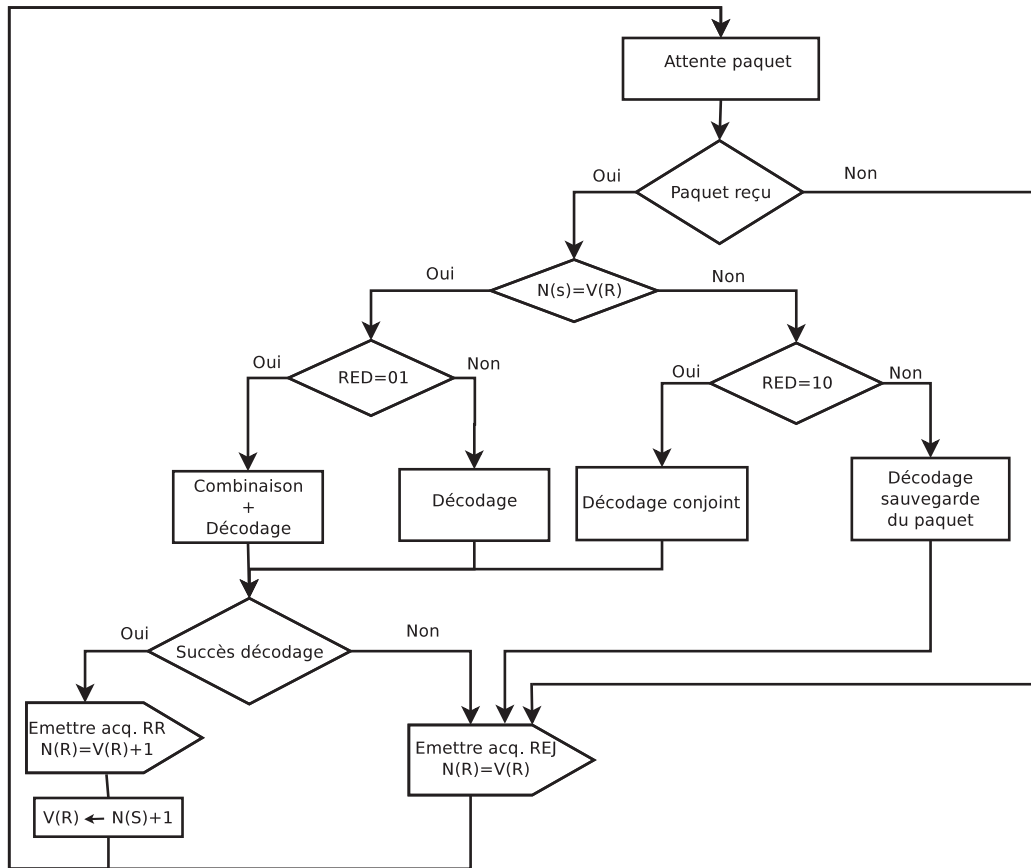 Attente paquet
Oui
Paquet reçu
Non
Oui
N(s)=V(R)
Non
Oui
RED=01
Non
Oui
RED=10
Non
Combinaison
+
Décodage
Décodage
Décodage conjoint
Décodage
sauvegarde
du paquet
Oui
Succès décodage
Non
Emettre acq. RR
N(R)=V(R)+1
Emettre acq. REJ
N(R)=V(R)
V(R) ← N(S)+1